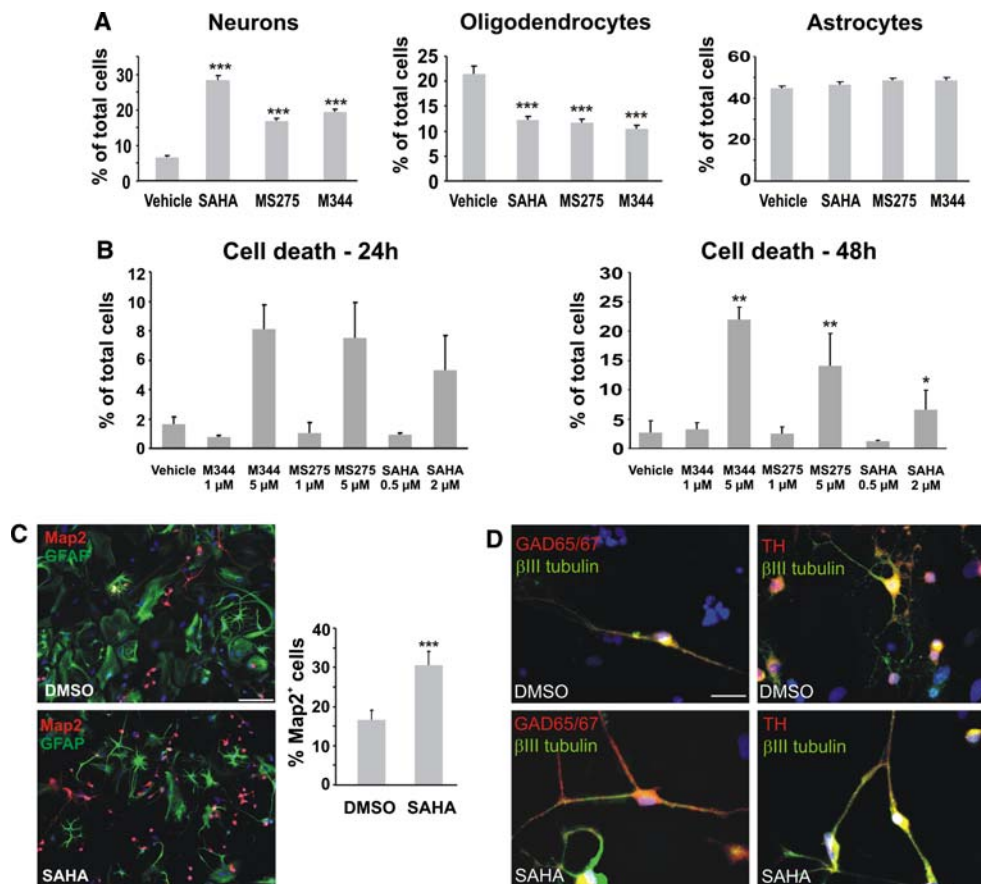 A
Neurons
% of total cells
30
20
10
0
***
***
***
Vehicle SAHA MS275 M344
Oligodendrocytes
% of total cells
25
20
15
10
5
0
***
***
***
Vehicle SAHA MS275 M344
Astrocytes
% of total cells
60
40
20
0
Vehicle SAHA MS275 M344
B
Cell death - 24h
% of total cells
12
10
8
6
4
2
0
Vehicle M344 M344 MS275 MS275 SAHA SAHA
1 µM 5 µM 1 µM 5 µM 0.5 µM 2 µM
Cell death - 48h
% of total cells
30
25
20
15
10
5
0
**
**
*
Vehicle M344 M344 MS275 MS275 SAHA SAHA
1 µM 5 µM 1 µM 5 µM 0.5 µM 2 µM
C
Map2
GFAP
DMSO
Map2
GFAP
SAHA
% Map2⁺ cells
40
30
20
10
0
***
DMSO SAHA
D
GAD65/67
βIII tubulin
DMSO
TH
βIII tubulin
DMSO
GAD65/67
βIII tubulin
SAHA
TH
βIII tubulin
SAHA